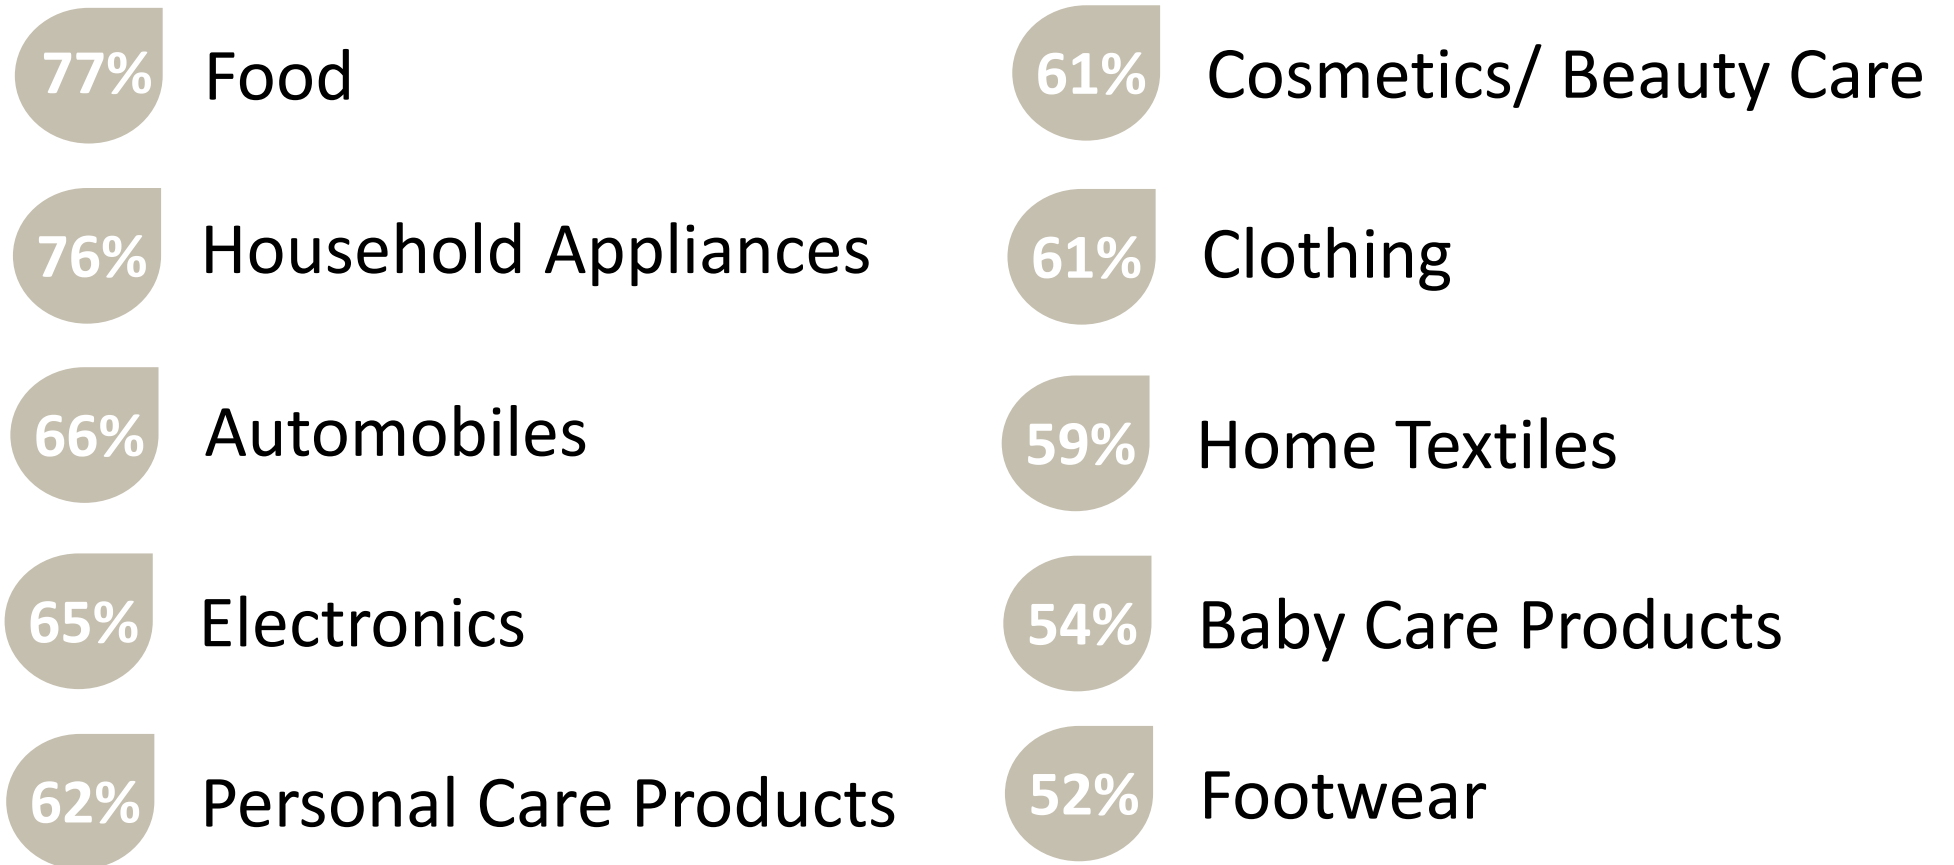 77% Food
76% Household Appliances
66% Automobiles
65% Electronics
62% Personal Care Products
61% Cosmetics/ Beauty Care
61% Clothing
59% Home Textiles
54% Baby Care Products
52% Footwear